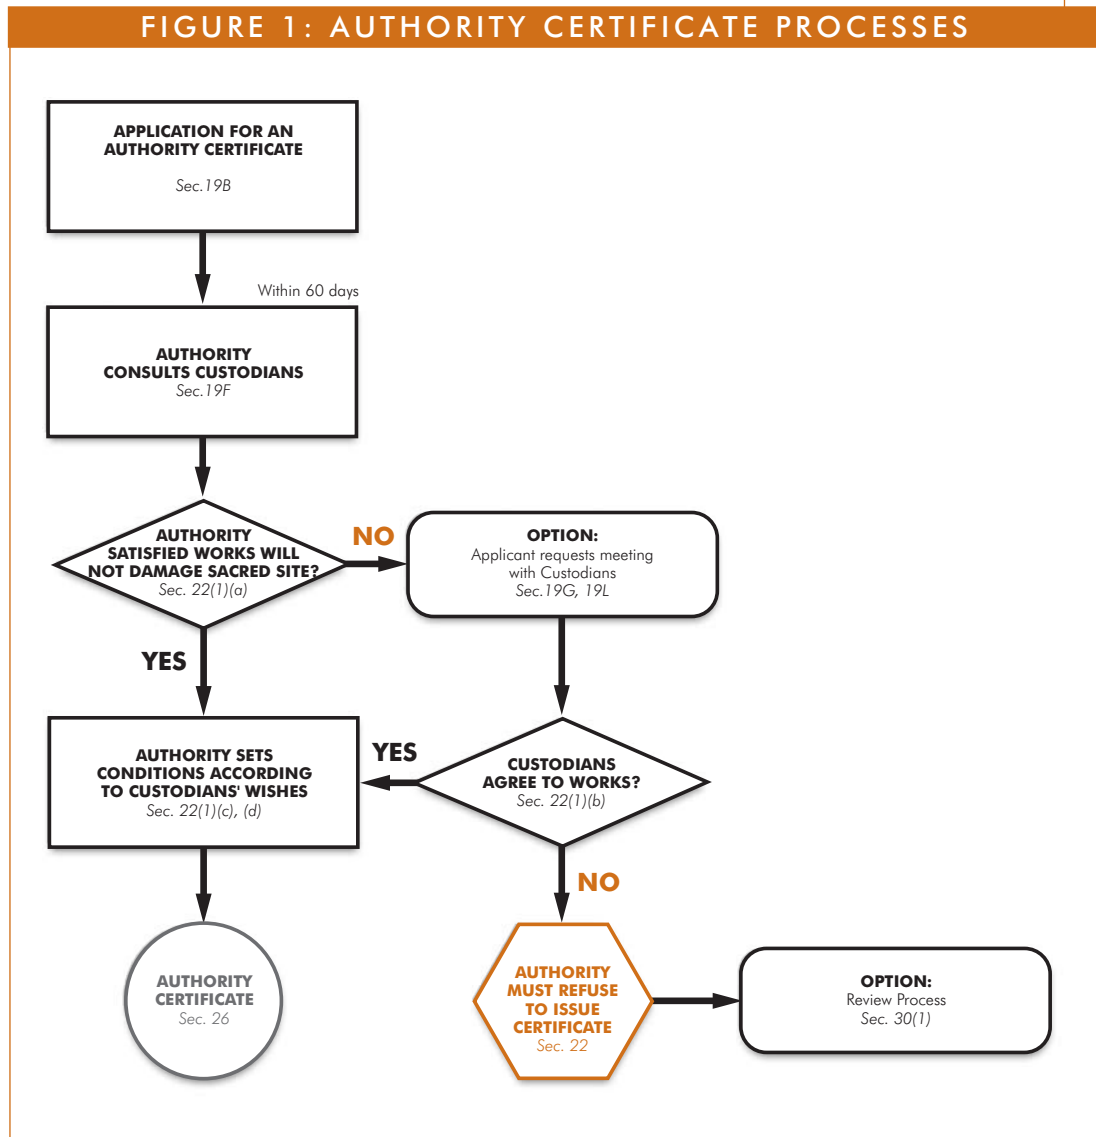 FIGURE 1: AUTHORITY CERTIFICATE PROCESSES
APPLICATION FOR AN
AUTHORITY CERTIFICATE
Sec.19B
Within 60 days
AUTHORITY
CONSULTS CUSTODIANS
Sec.19F
AUTHORITY
SATISFIED WORKS WILL
NOT DAMAGE SACRED SITE?
Sec. 22(1)(a)
NO
OPTION:
Applicant requests meeting
with Custodians
Sec.19G, 19L
YES
AUTHORITY SETS
CONDITIONS ACCORDING
TO CUSTODIANS' WISHES
Sec. 22(1)(c), (d)
YES
CUSTODIANS
AGREE TO WORKS?
Sec. 22(1)(b)
NO
AUTHORITY
CERTIFICATE
Sec. 26
AUTHORITY
MUST REFUSE
TO ISSUE
CERTIFICATE
Sec. 22
OPTION:
Review Process
Sec. 30(1)